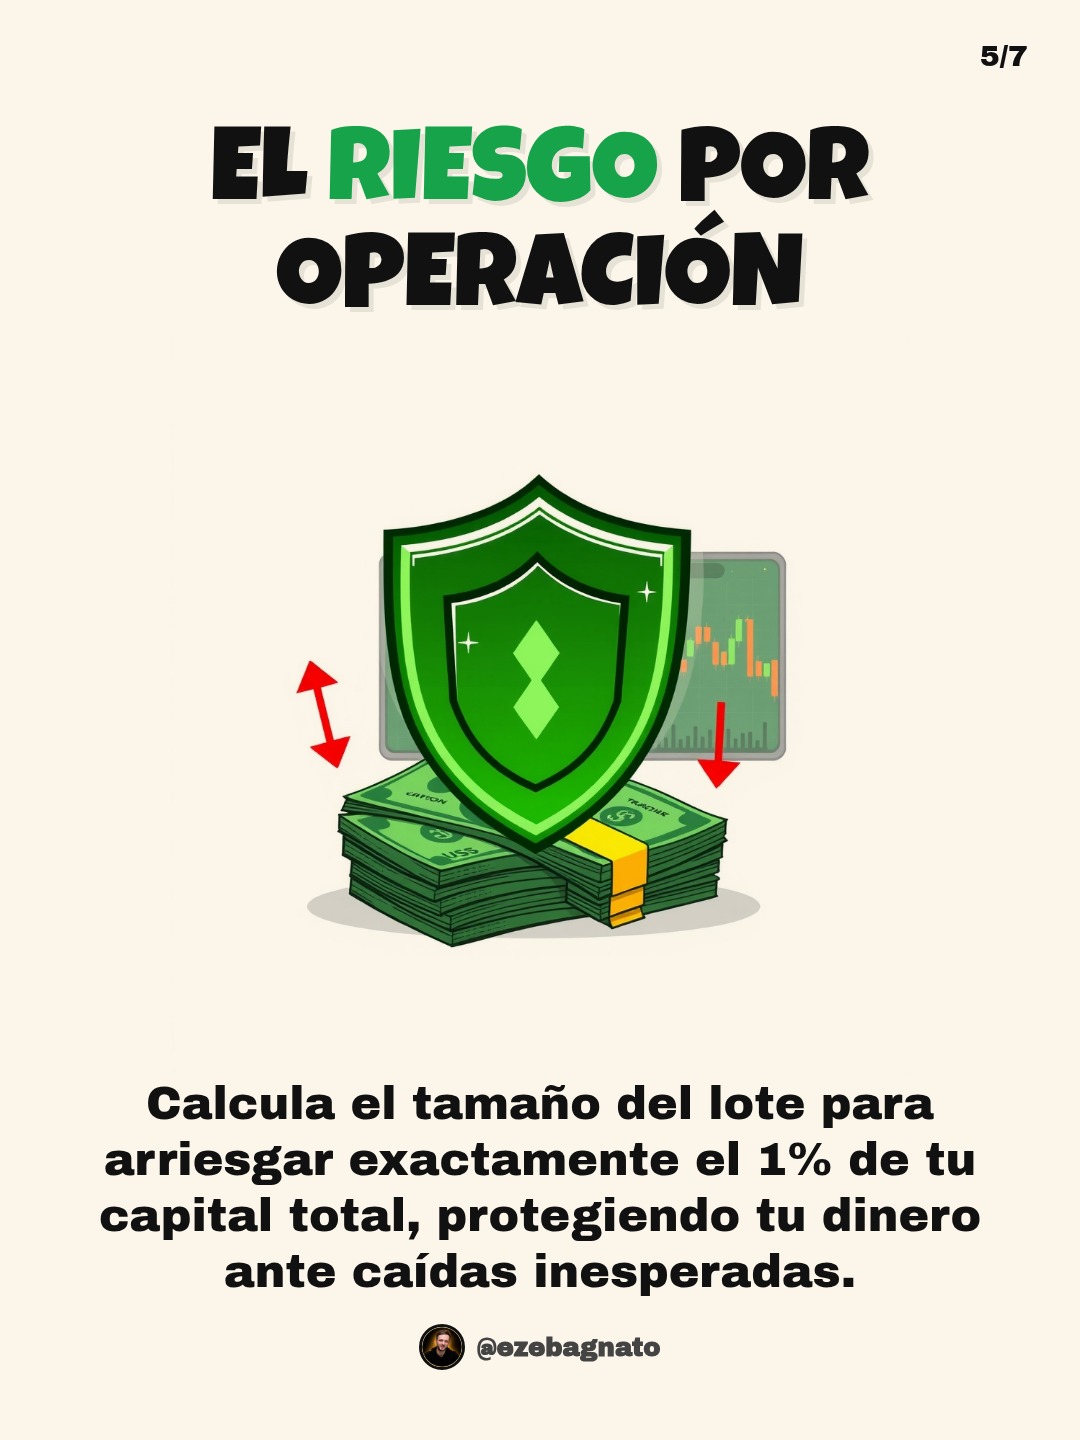 5/7
EL RIESGO POR
OPERACIÓN
US$
Calcula el tamaño del lote para
arriesgar exactamente el 1% de tu
capital total, protegiendo tu dinero
ante caídas inesperadas.
@ezebagnato